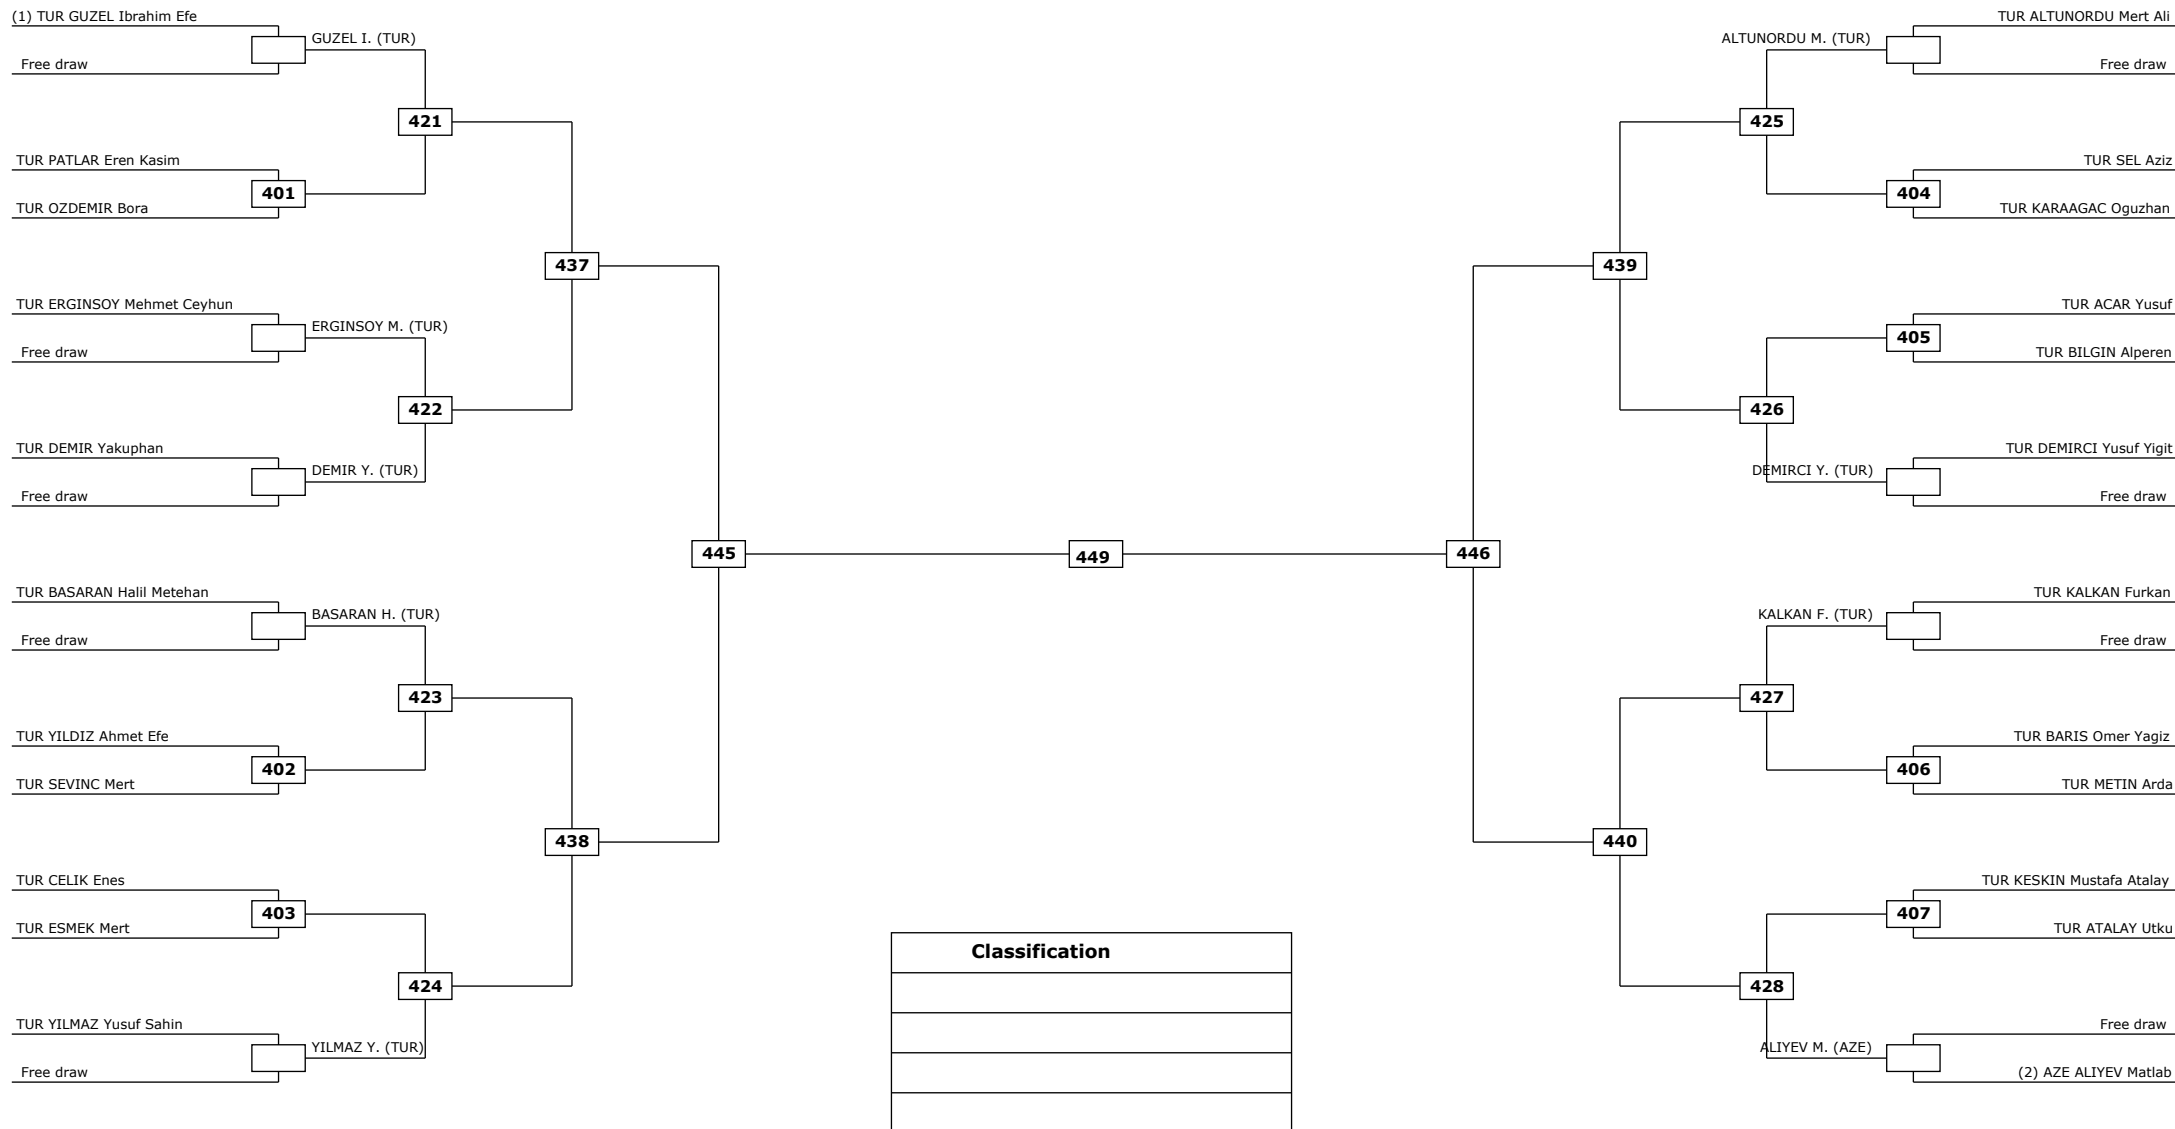 (1) TUR GUZEL Ibrahim Efe
GUZEL I. (TUR)
Free draw
421
TUR PATLAR Eren Kasim
401
TUR OZDEMIR Bora
437
TUR ERGINSOY Mehmet Ceyhun
ERGINSOY M. (TUR)
Free draw
422
TUR DEMIR Yakuphan
DEMIR Y. (TUR)
Free draw
445
TUR BASARAN Halil Metehan
BASARAN H. (TUR)
Free draw
423
TUR YILDIZ Ahmet Efe
402
TUR SEVINC Mert
438
TUR CELIK Enes
403
TUR ESMEK Mert
424
TUR YILMAZ Yusuf Sahin
YILMAZ Y. (TUR)
Free draw
449
Classification
TUR ALTUNORDU Mert Ali
ALTUNORDU M. (TUR)
Free draw
425
TUR SEL Aziz
404
TUR KARAAGAC Oguzhan
439
TUR ACAR Yusuf
405
TUR BILGIN Alperen
426
TUR DEMIRCI Yusuf Yigit
DEMIRCI Y. (TUR)
Free draw
446
TUR KALKAN Furkan
KALKAN F. (TUR)
Free draw
427
TUR BARIS Omer Yagiz
406
TUR METIN Arda
440
TUR KESKIN Mustafa Atalay
407
TUR ATALAY Utku
428
Free draw
ALIYEV M. (AZE)
(2) AZE ALIYEV Matlab